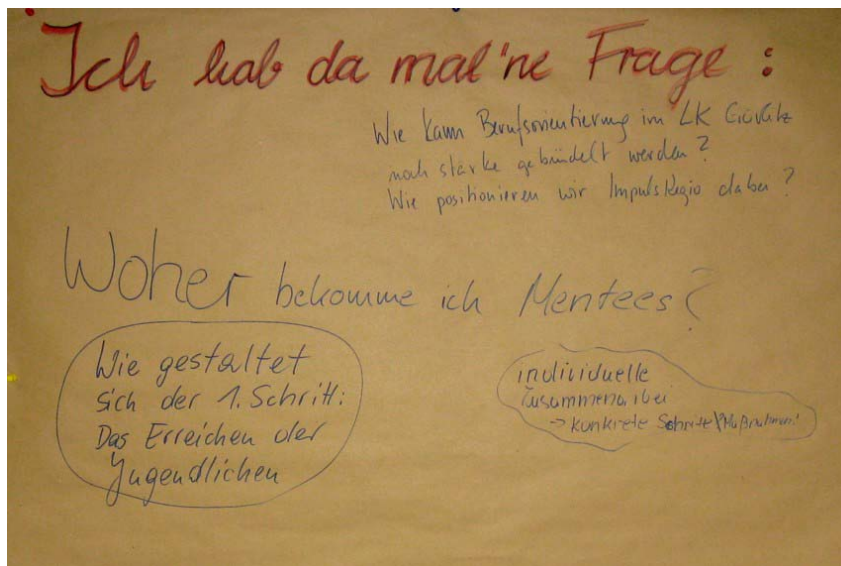 Ich hab da mal 'ne Frage :
Wie kann Berufsorientierung im LK Görlitz
noch stärke gebündelt werden?
Wie positionieren wir ImpulsRegio dabei?
Woher bekomme ich Mentees?
Wie gestaltet
sich der 1. Schritt:
Das Erreichen der
Jugendlichen
individuelle
Zusammenarbei
-> konkrete Schritte\Maßnahmen?